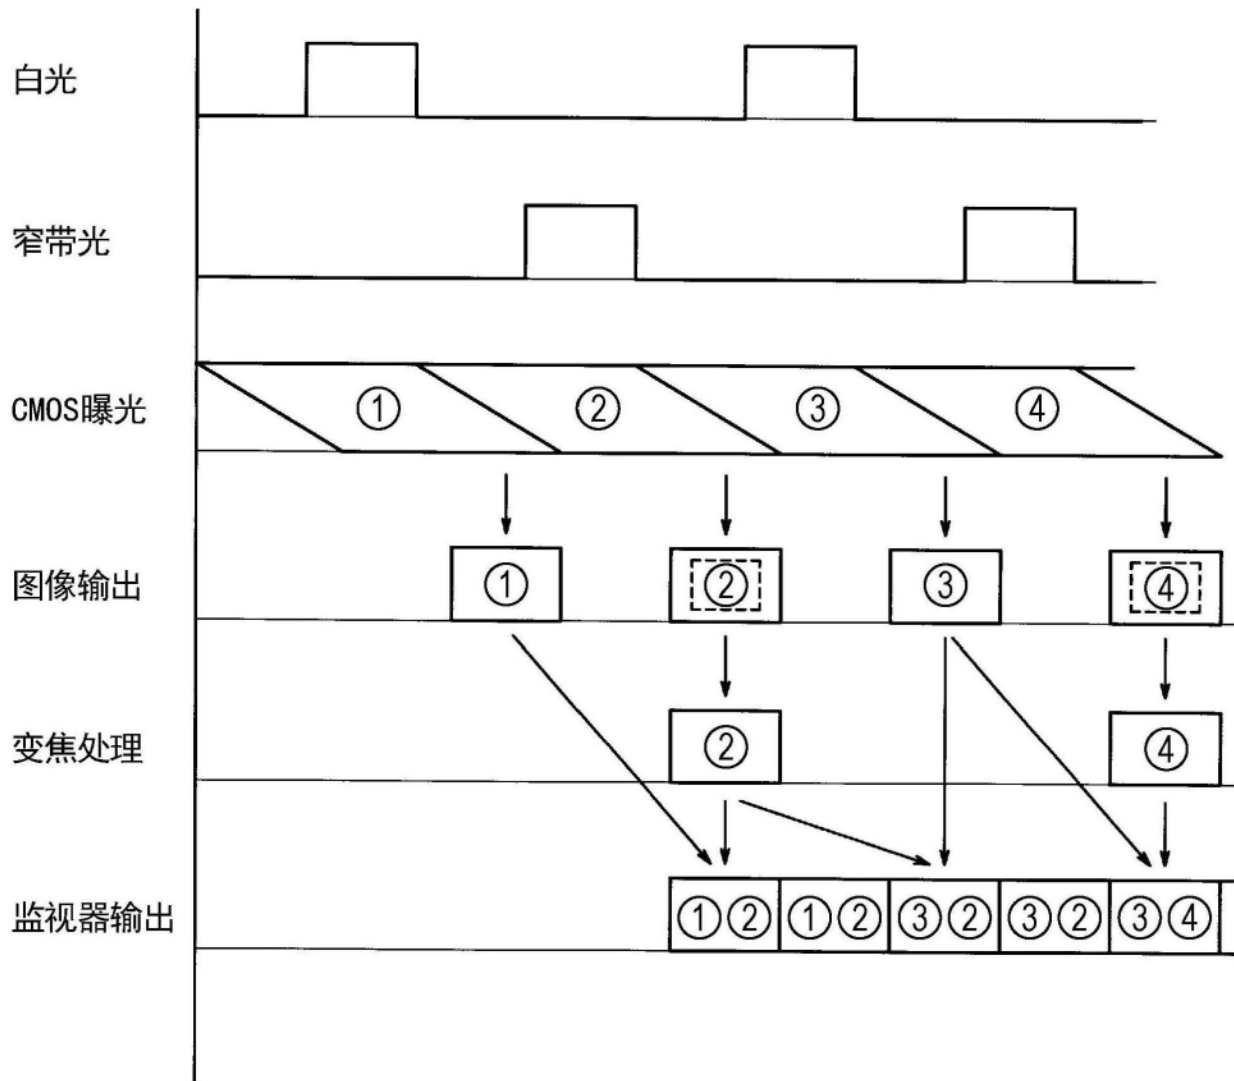 白光
窄带光
CMOS曝光 ① ② ③ ④
图像输出 ① ② ③ ④
变焦处理 ② ④
监视器输出 ①② ①② ③② ③② ③④